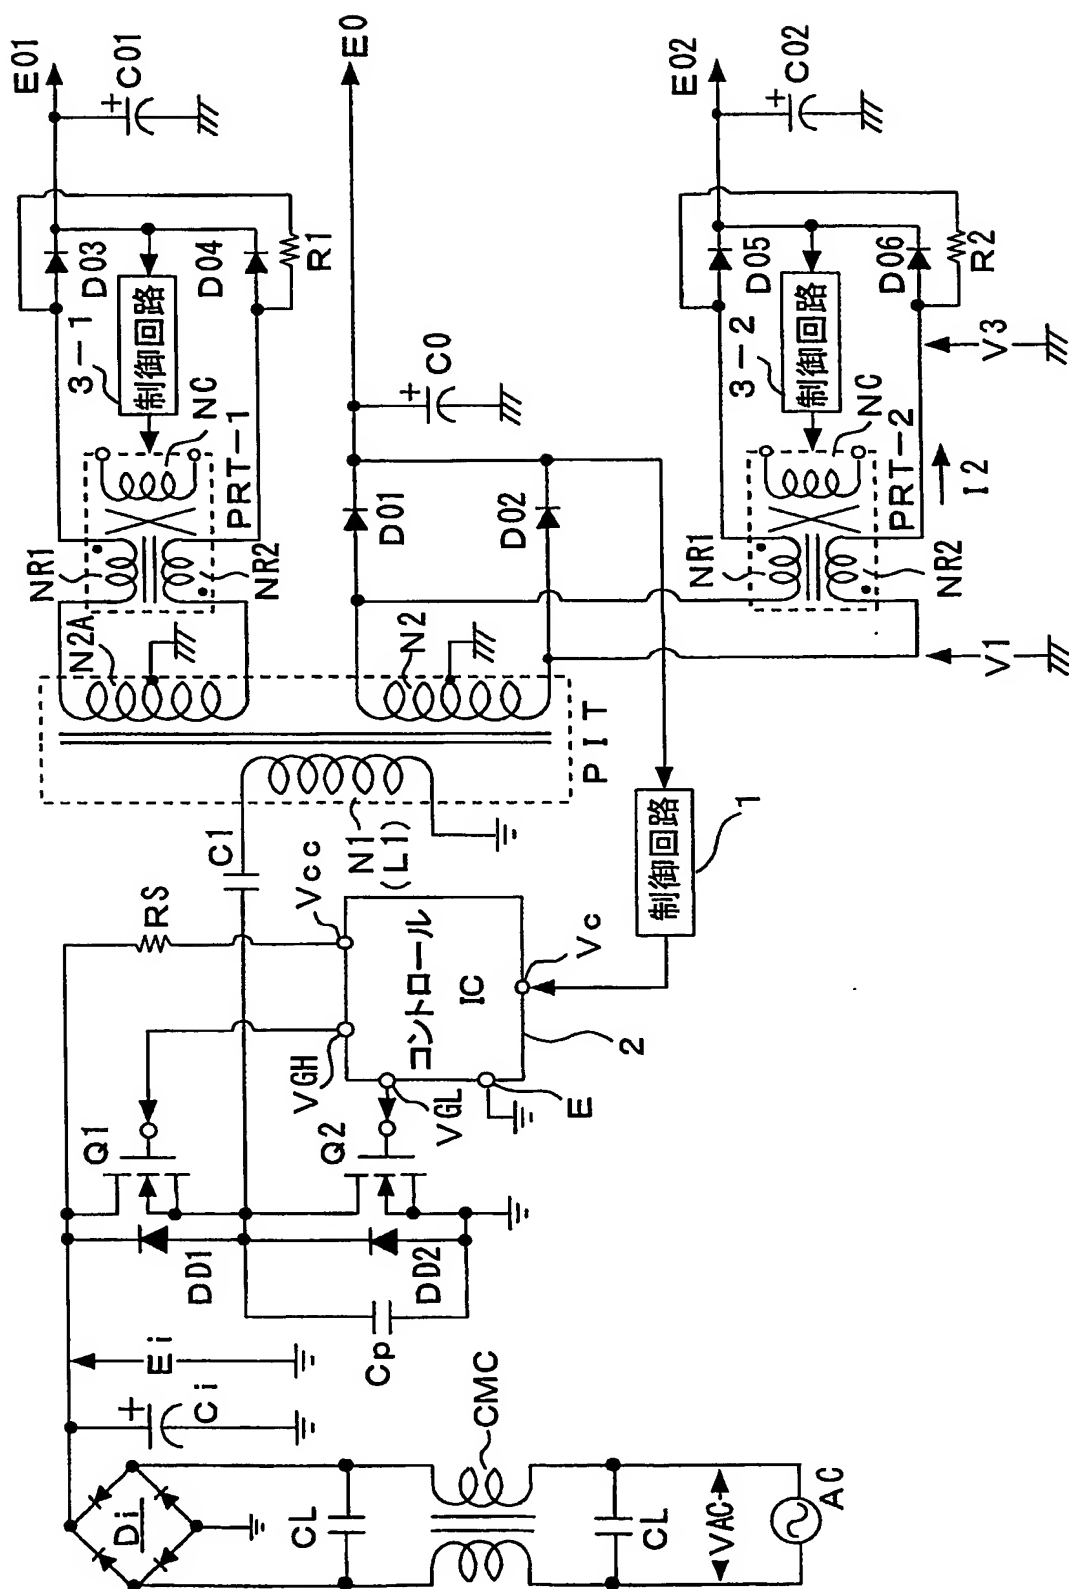 E01
C01
+
D03
D04
R1
3-1
制御回路
NC
PRT-1
NR1
NR2
N2A
E0
C0
+
D01
D02
N2
PIT
E02
C02
+
D05
D06
R2
3-2
制御回路
NC
PRT-2
NR1
NR2
I2
V3
V1
制御回路
1
C1
N1
(L1)
RS
Vcc
コントロール
IC
Vc
2
VGH
VGL
E
Q1
Q2
DD1
DD2
Cp
Ei
Ci
+
Di
CL
CMC
CL
VAC
AC